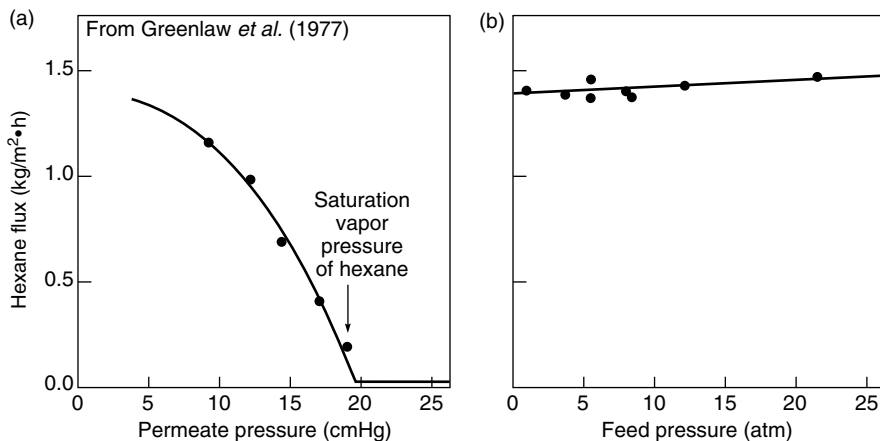 (a)
From Greenlaw et al. (1977)
Hexane flux (kg/m²•h)
1.5
1.0
0.5
0.0
Saturation
vapor
pressure
of hexane
0 5 10 15 20 25
Permeate pressure (cmHg)
(b)
0 5 10 15 20 25
Feed pressure (atm)